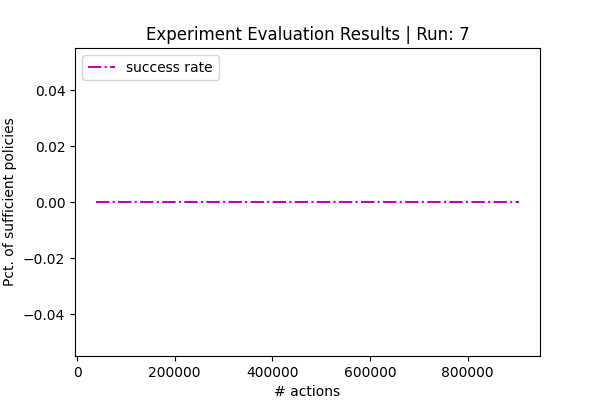 Experiment Evaluation Results | Run: 7
success rate
Pct. of sufficient policies
0.04
0.02
0.00
−0.02
−0.04
0 200000 400000 600000 800000
# actions